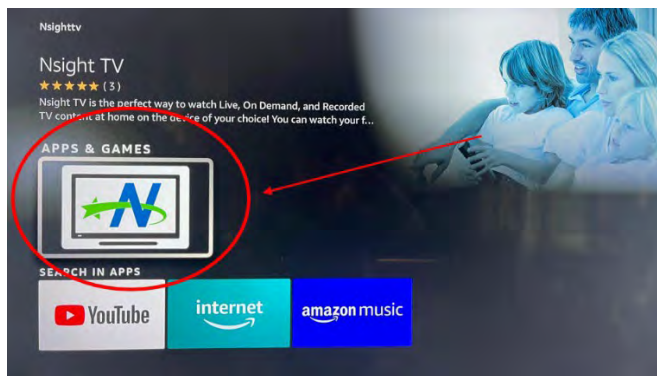 Nsighttv
Nsight TV
(3)
Nsight TV is the perfect way to watch Live, On Demand, and Recorded
TV content at home on the device of your choice! You can watch your f...
APPS & GAMES
N
SEARCH IN APPS
YouTube
internet
amazon music